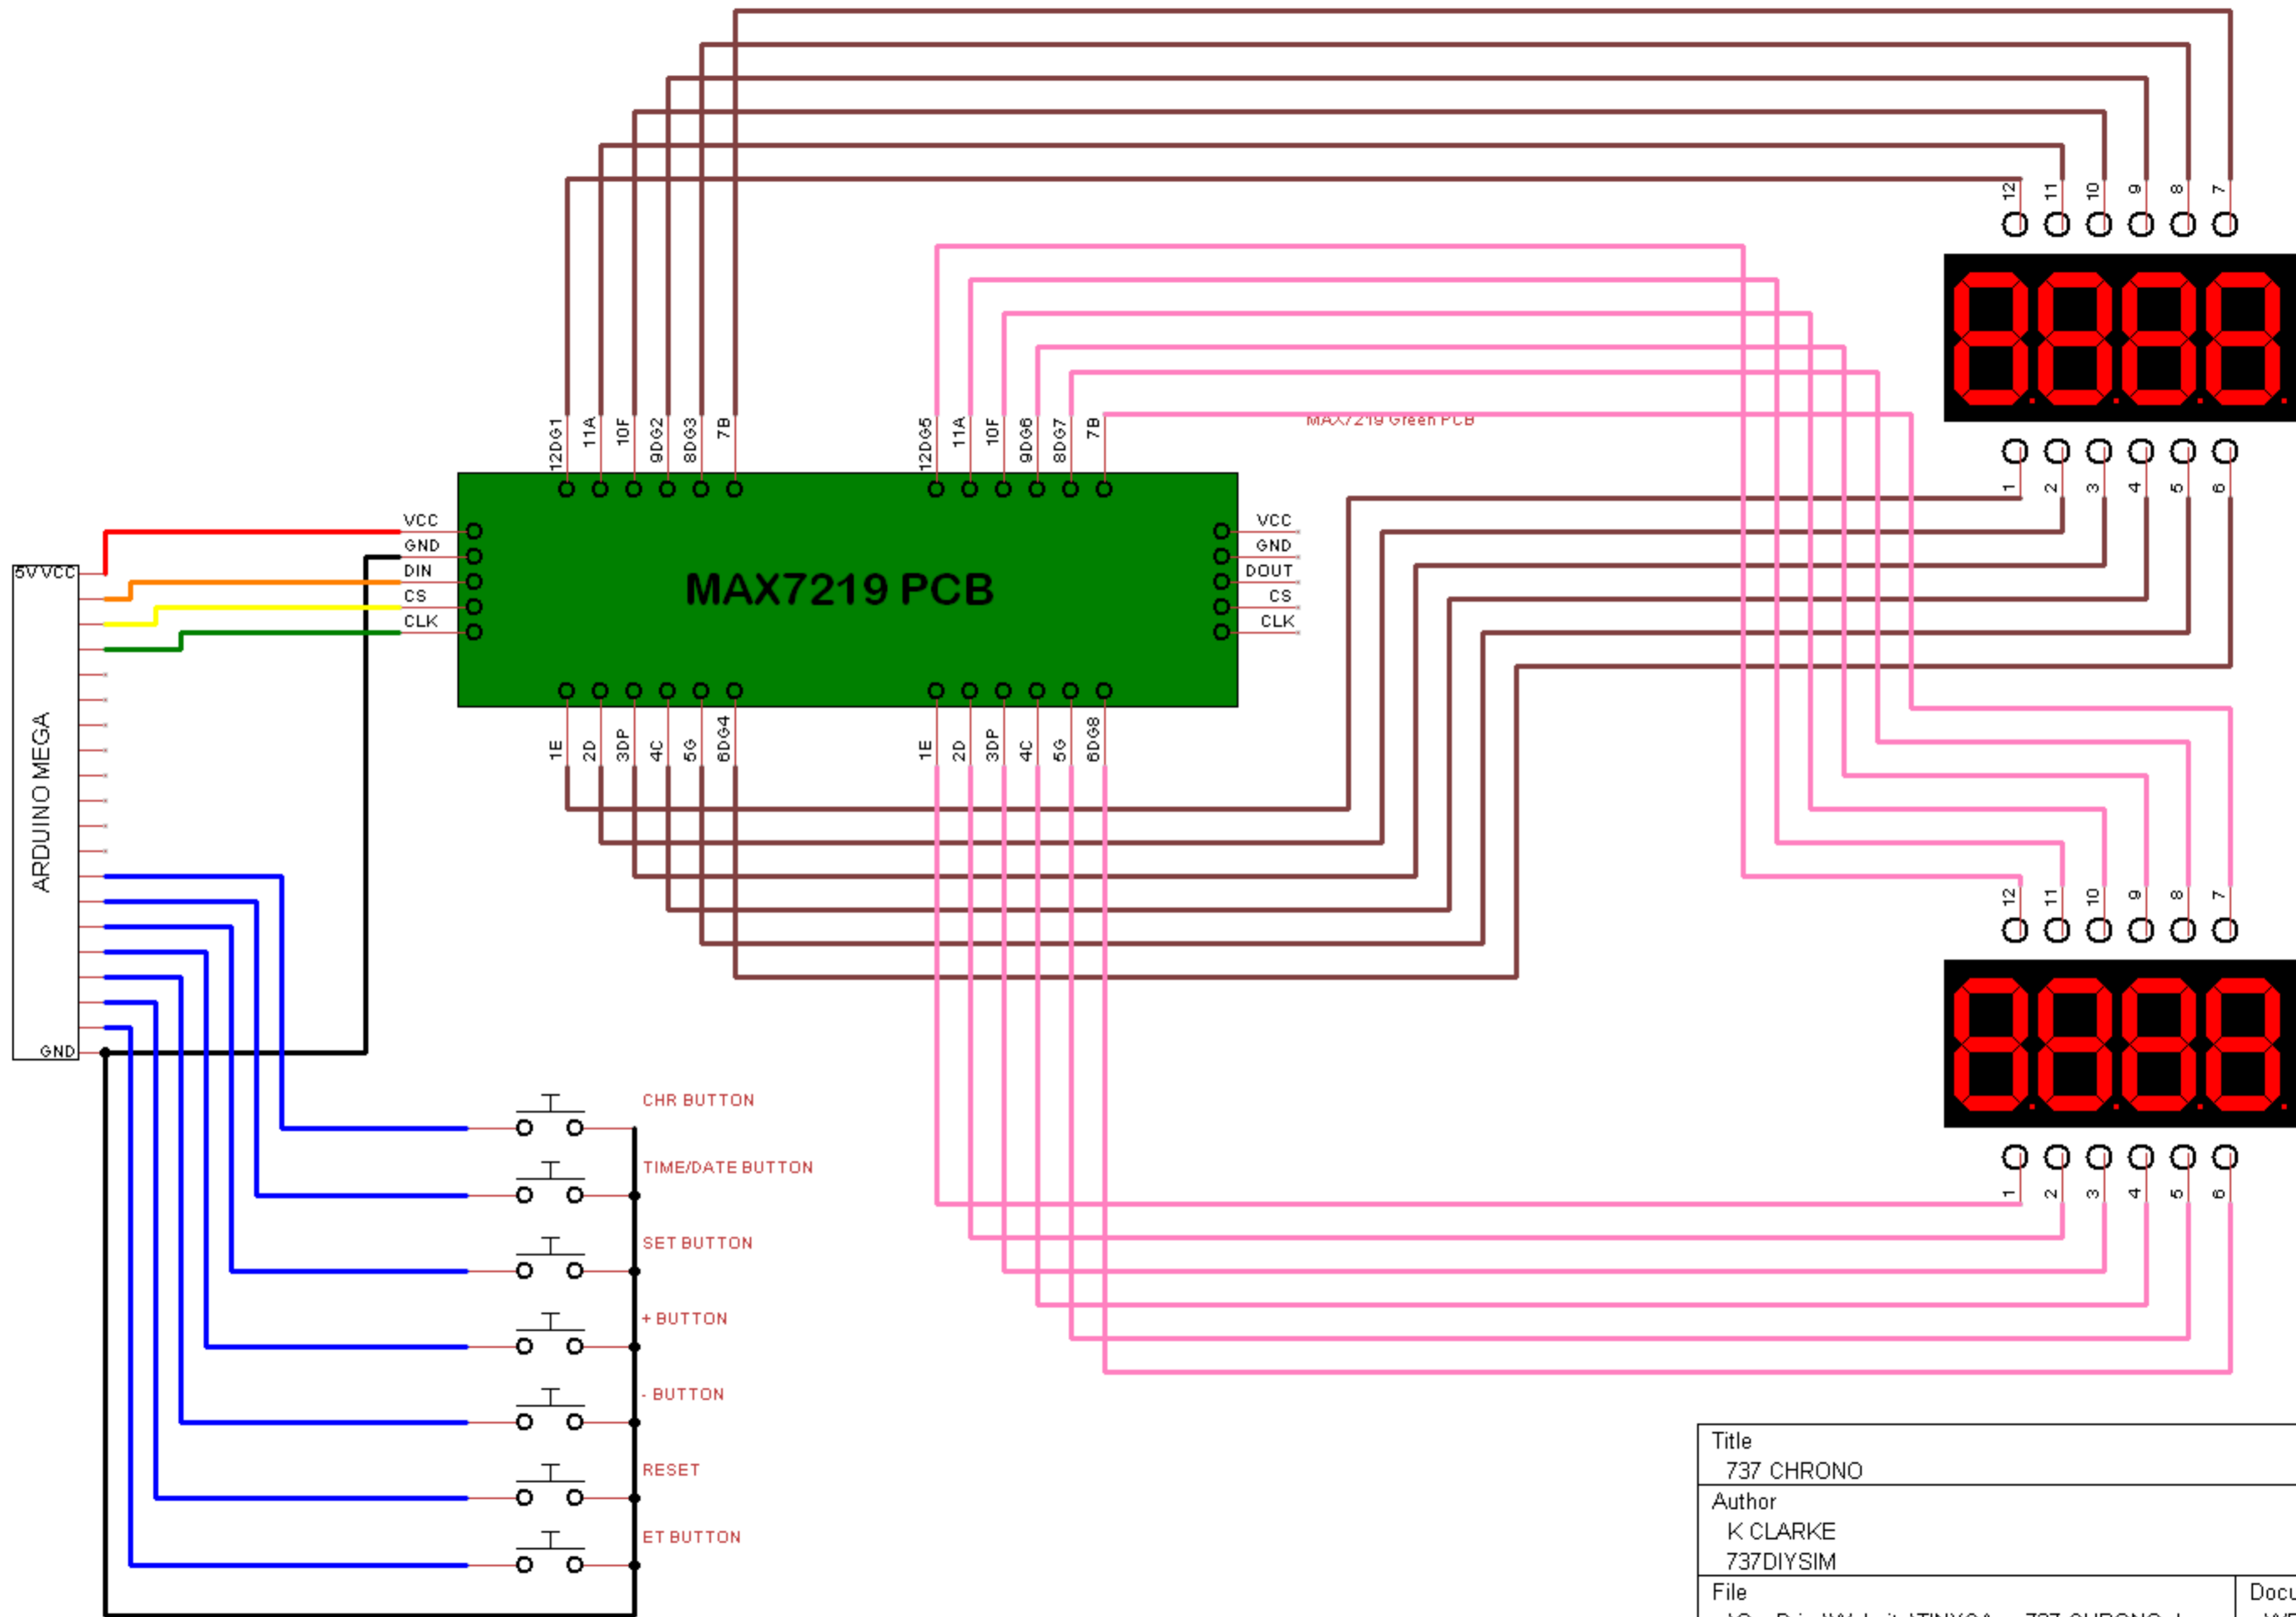 12 11 10 9 8 7
12DG1 11A 10F 9DG2 8DG3 7B
12DG5 11A 10F 9DG6 8DG7 7B
MAX7219 Green PCB
1 2 3 4 5 6
VCC
GND
DIN
CS
CLK
MAX7219 PCB
VCC
GND
DOUT
CS
CLK
5V VCC
ARDUINO MEGA
GND
1E 2D 3DP 4C 5G 6DG4
1E 2D 3DP 4C 5G 6DG8
12 11 10 9 8 7
1 2 3 4 5 6
CHR BUTTON
TIME/DATE BUTTON
SET BUTTON
+ BUTTON
- BUTTON
RESET
ET BUTTON
Title
737 CHRONO
Author
K CLARKE
737DIYSIM
File